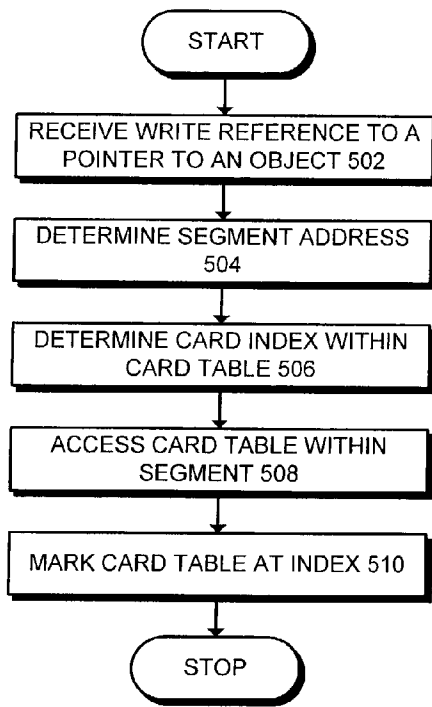 START
RECEIVE WRITE REFERENCE TO A
POINTER TO AN OBJECT 502
DETERMINE SEGMENT ADDRESS
504
DETERMINE CARD INDEX WITHIN
CARD TABLE 506
ACCESS CARD TABLE WITHIN
SEGMENT 508
MARK CARD TABLE AT INDEX 510
STOP